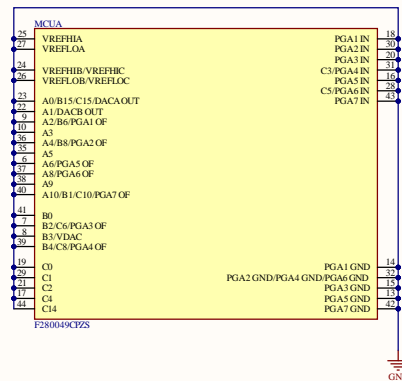 MCUA
25 VREFHIA PGA1 IN 18
27 VREFLOA PGA2 IN 30
PGA3 IN 20
24 VREFHIB/VREFHIC C3/PGA4 IN 31
26 VREFLOB/VREFLOC PGA5 IN 16
C5/PGA6 IN 28
23 A0/B15/C15/DACA OUT PGA7 IN 43
22 A1/DACB OUT
9 A2/B6/PGA1 OF
10 A3
36 A4/B8/PGA2 OF
35 A5
6 A6/PGA5 OF
37 A8/PGA6 OF
38 A9
40 A10/B1/C10/PGA7 OF
41 B0
7 B2/C6/PGA3 OF
8 B3/VDAC
39 B4/C8/PGA4 OF
19 C0 PGA1 GND 14
29 C1 PGA2 GND/PGA4 GND/PGA6 GND 32
21 C2 PGA3 GND 15
17 C4 PGA5 GND 13
44 C14 PGA7 GND 42
F280049CPZS